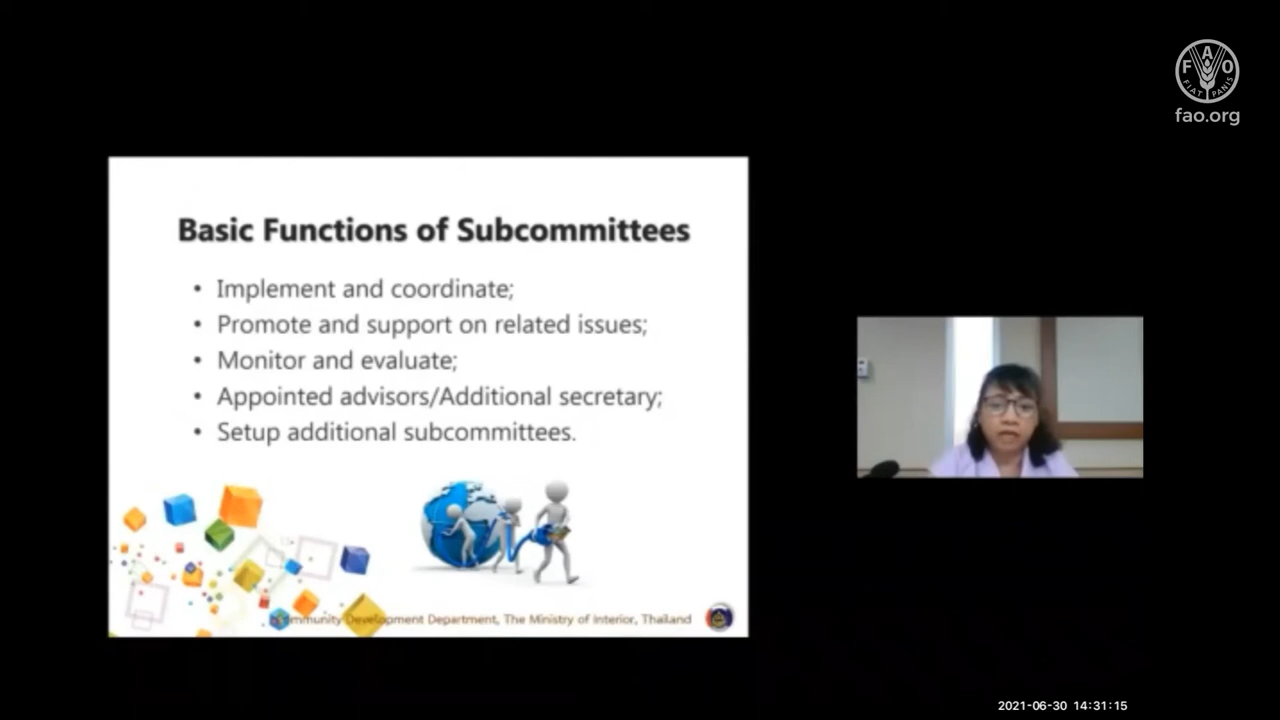 F A O
FIAT PANIS
fao.org
Basic Functions of Subcommittees
• Implement and coordinate;
• Promote and support on related issues;
• Monitor and evaluate;
• Appointed advisors/Additional secretary;
• Setup additional subcommittees.
Community Development Department, The Ministry of Interior, Thailand
2021-06-30 14:31:15